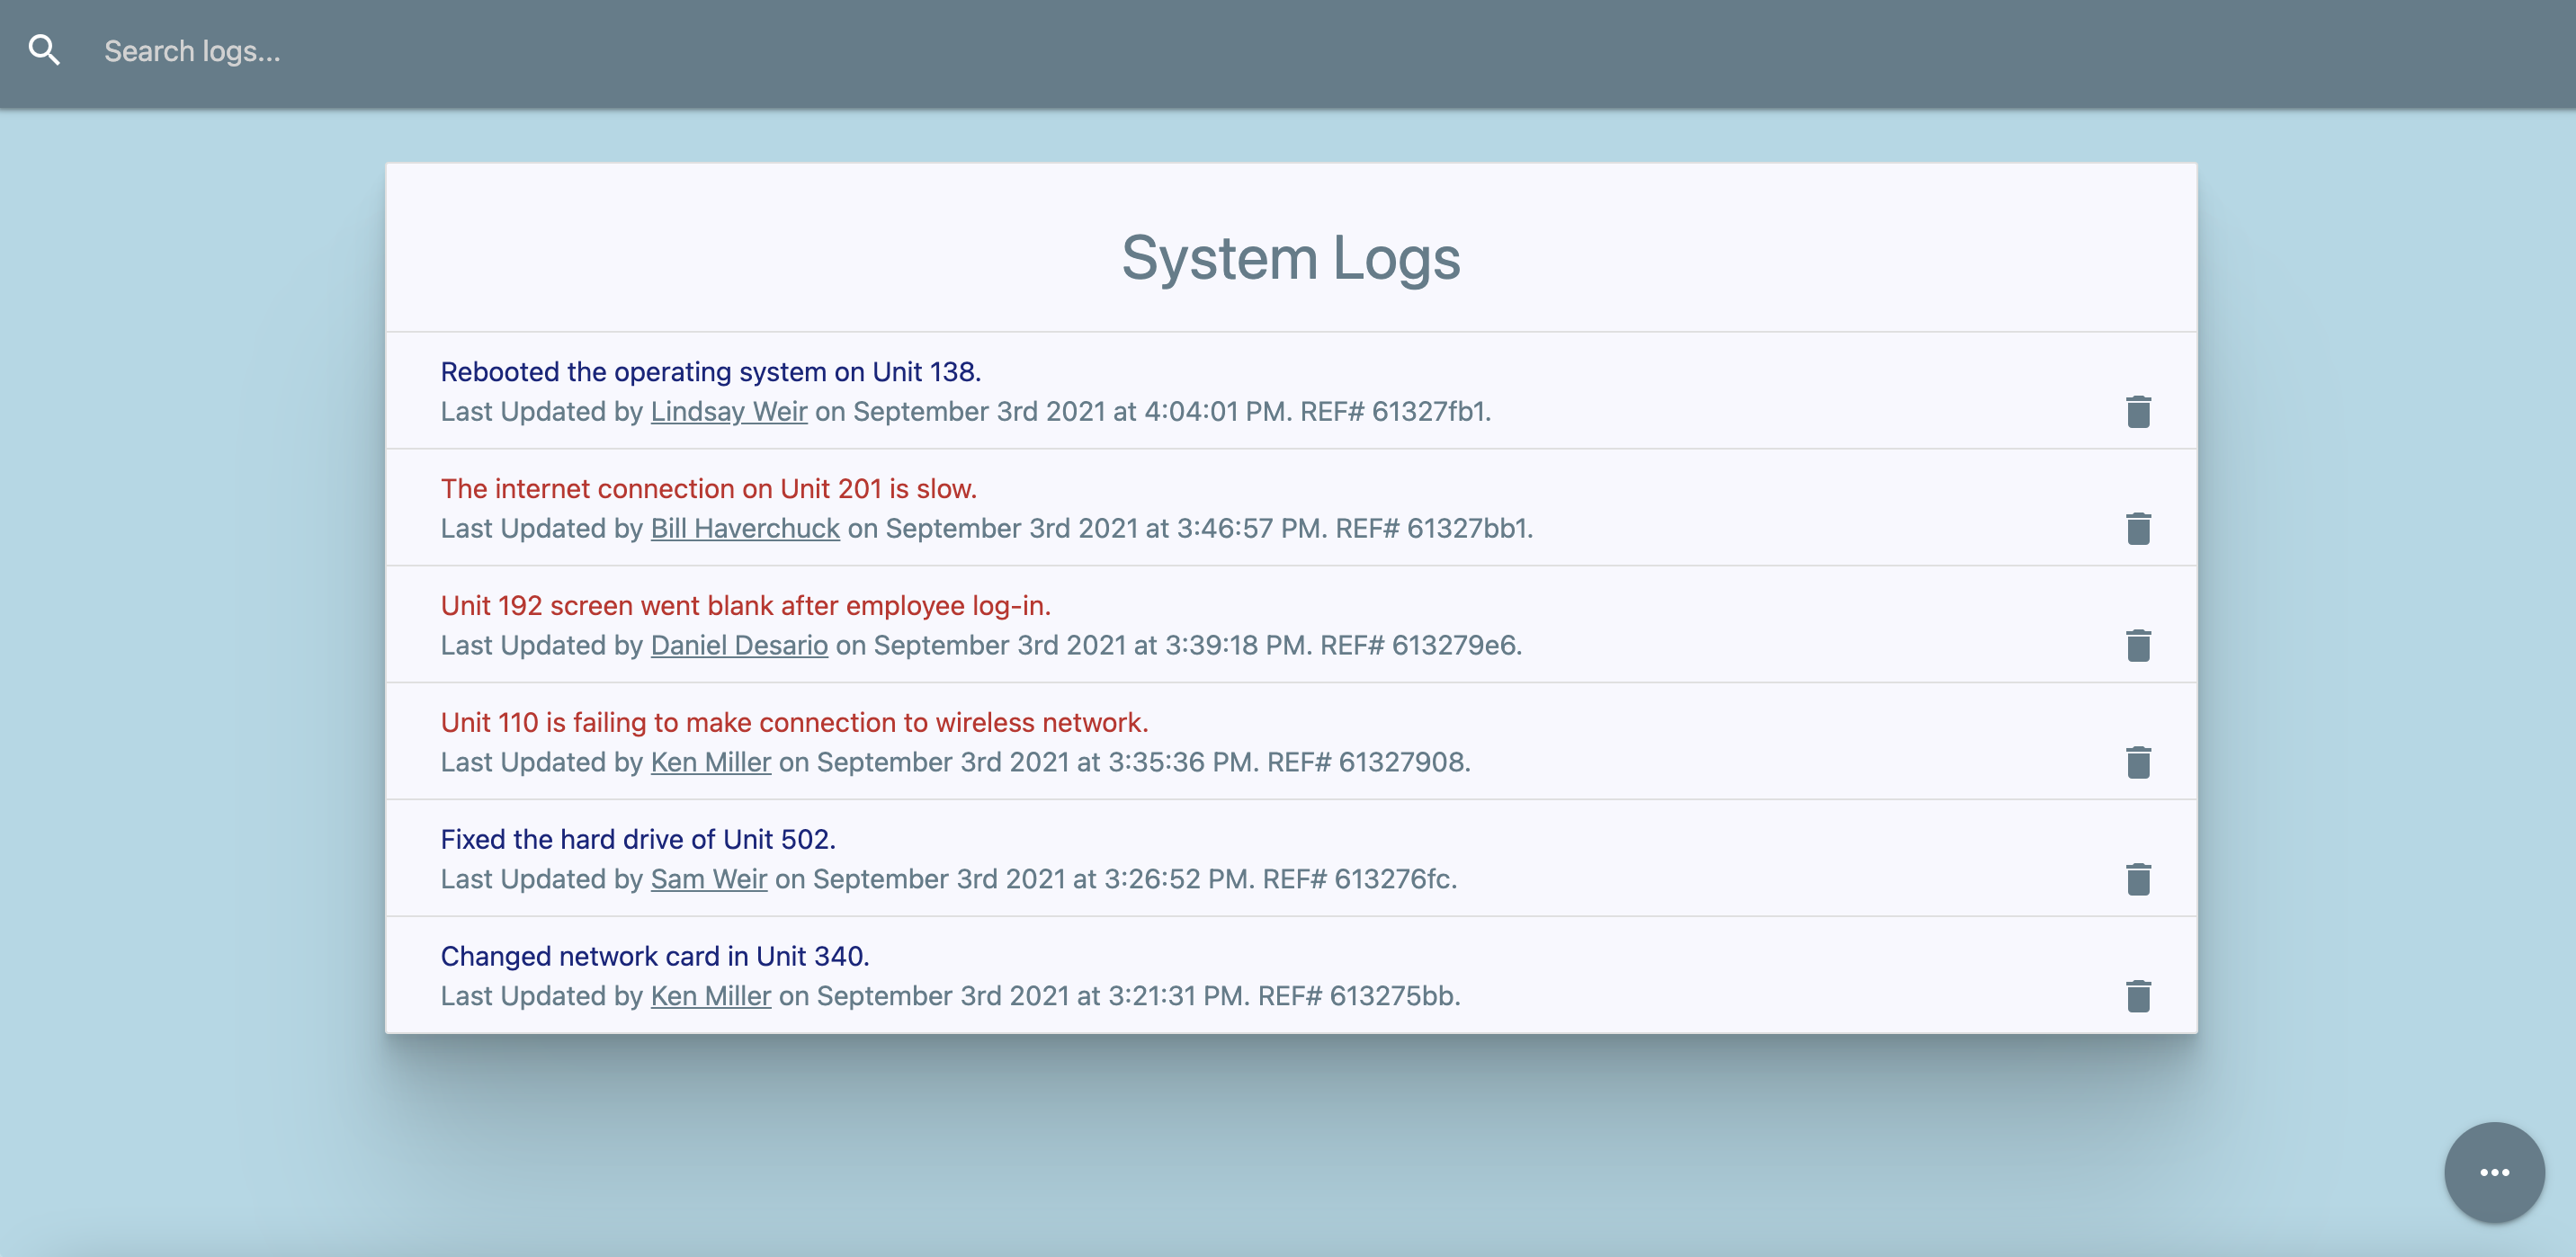 Search logs...
System Logs
Rebooted the operating system on Unit 138.
Last Updated by Lindsay Weir on September 3rd 2021 at 4:04:01 PM. REF# 61327fb1.
The internet connection on Unit 201 is slow.
Last Updated by Bill Haverchuck on September 3rd 2021 at 3:46:57 PM. REF# 61327bb1.
Unit 192 screen went blank after employee log-in.
Last Updated by Daniel Desario on September 3rd 2021 at 3:39:18 PM. REF# 613279e6.
Unit 110 is failing to make connection to wireless network.
Last Updated by Ken Miller on September 3rd 2021 at 3:35:36 PM. REF# 61327908.
Fixed the hard drive of Unit 502.
Last Updated by Sam Weir on September 3rd 2021 at 3:26:52 PM. REF# 613276fc.
Changed network card in Unit 340.
Last Updated by Ken Miller on September 3rd 2021 at 3:21:31 PM. REF# 613275bb.